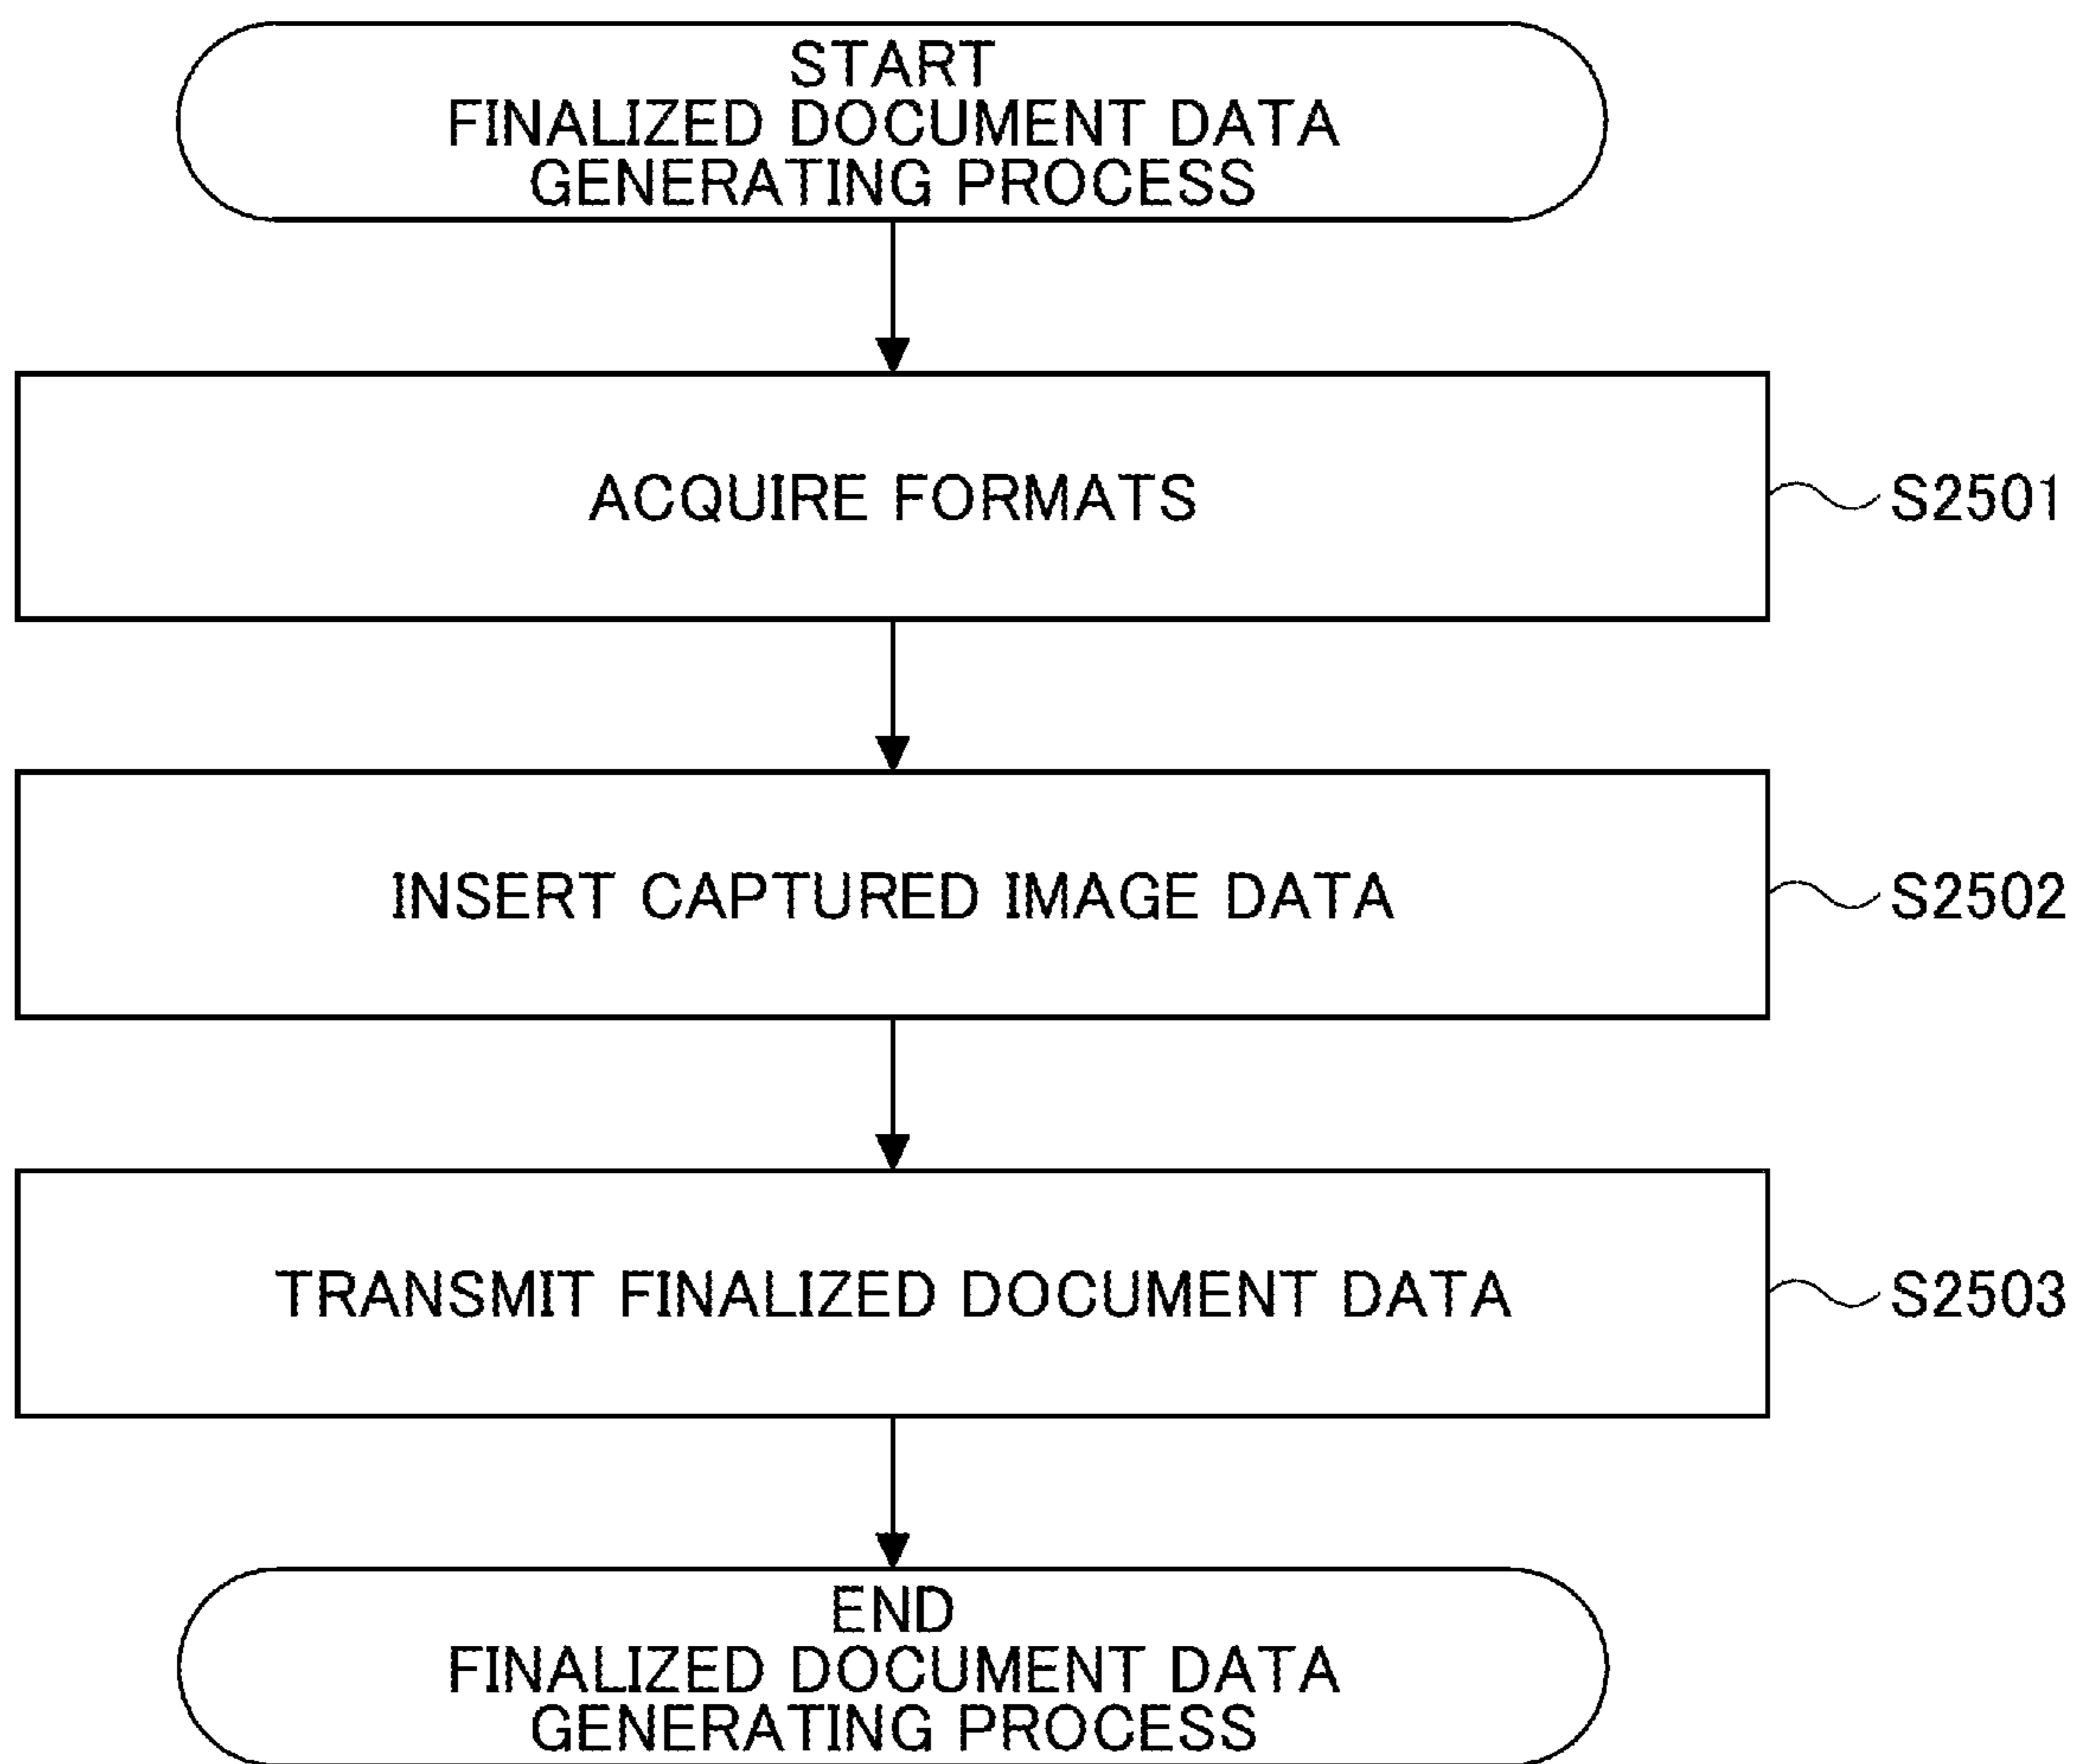 START
FINALIZED DOCUMENT DATA
GENERATING PROCESS
ACQUIRE FORMATS
S2501
INSERT CAPTURED IMAGE DATA
S2502
TRANSMIT FINALIZED DOCUMENT DATA
S2503
END
FINALIZED DOCUMENT DATA
GENERATING PROCESS